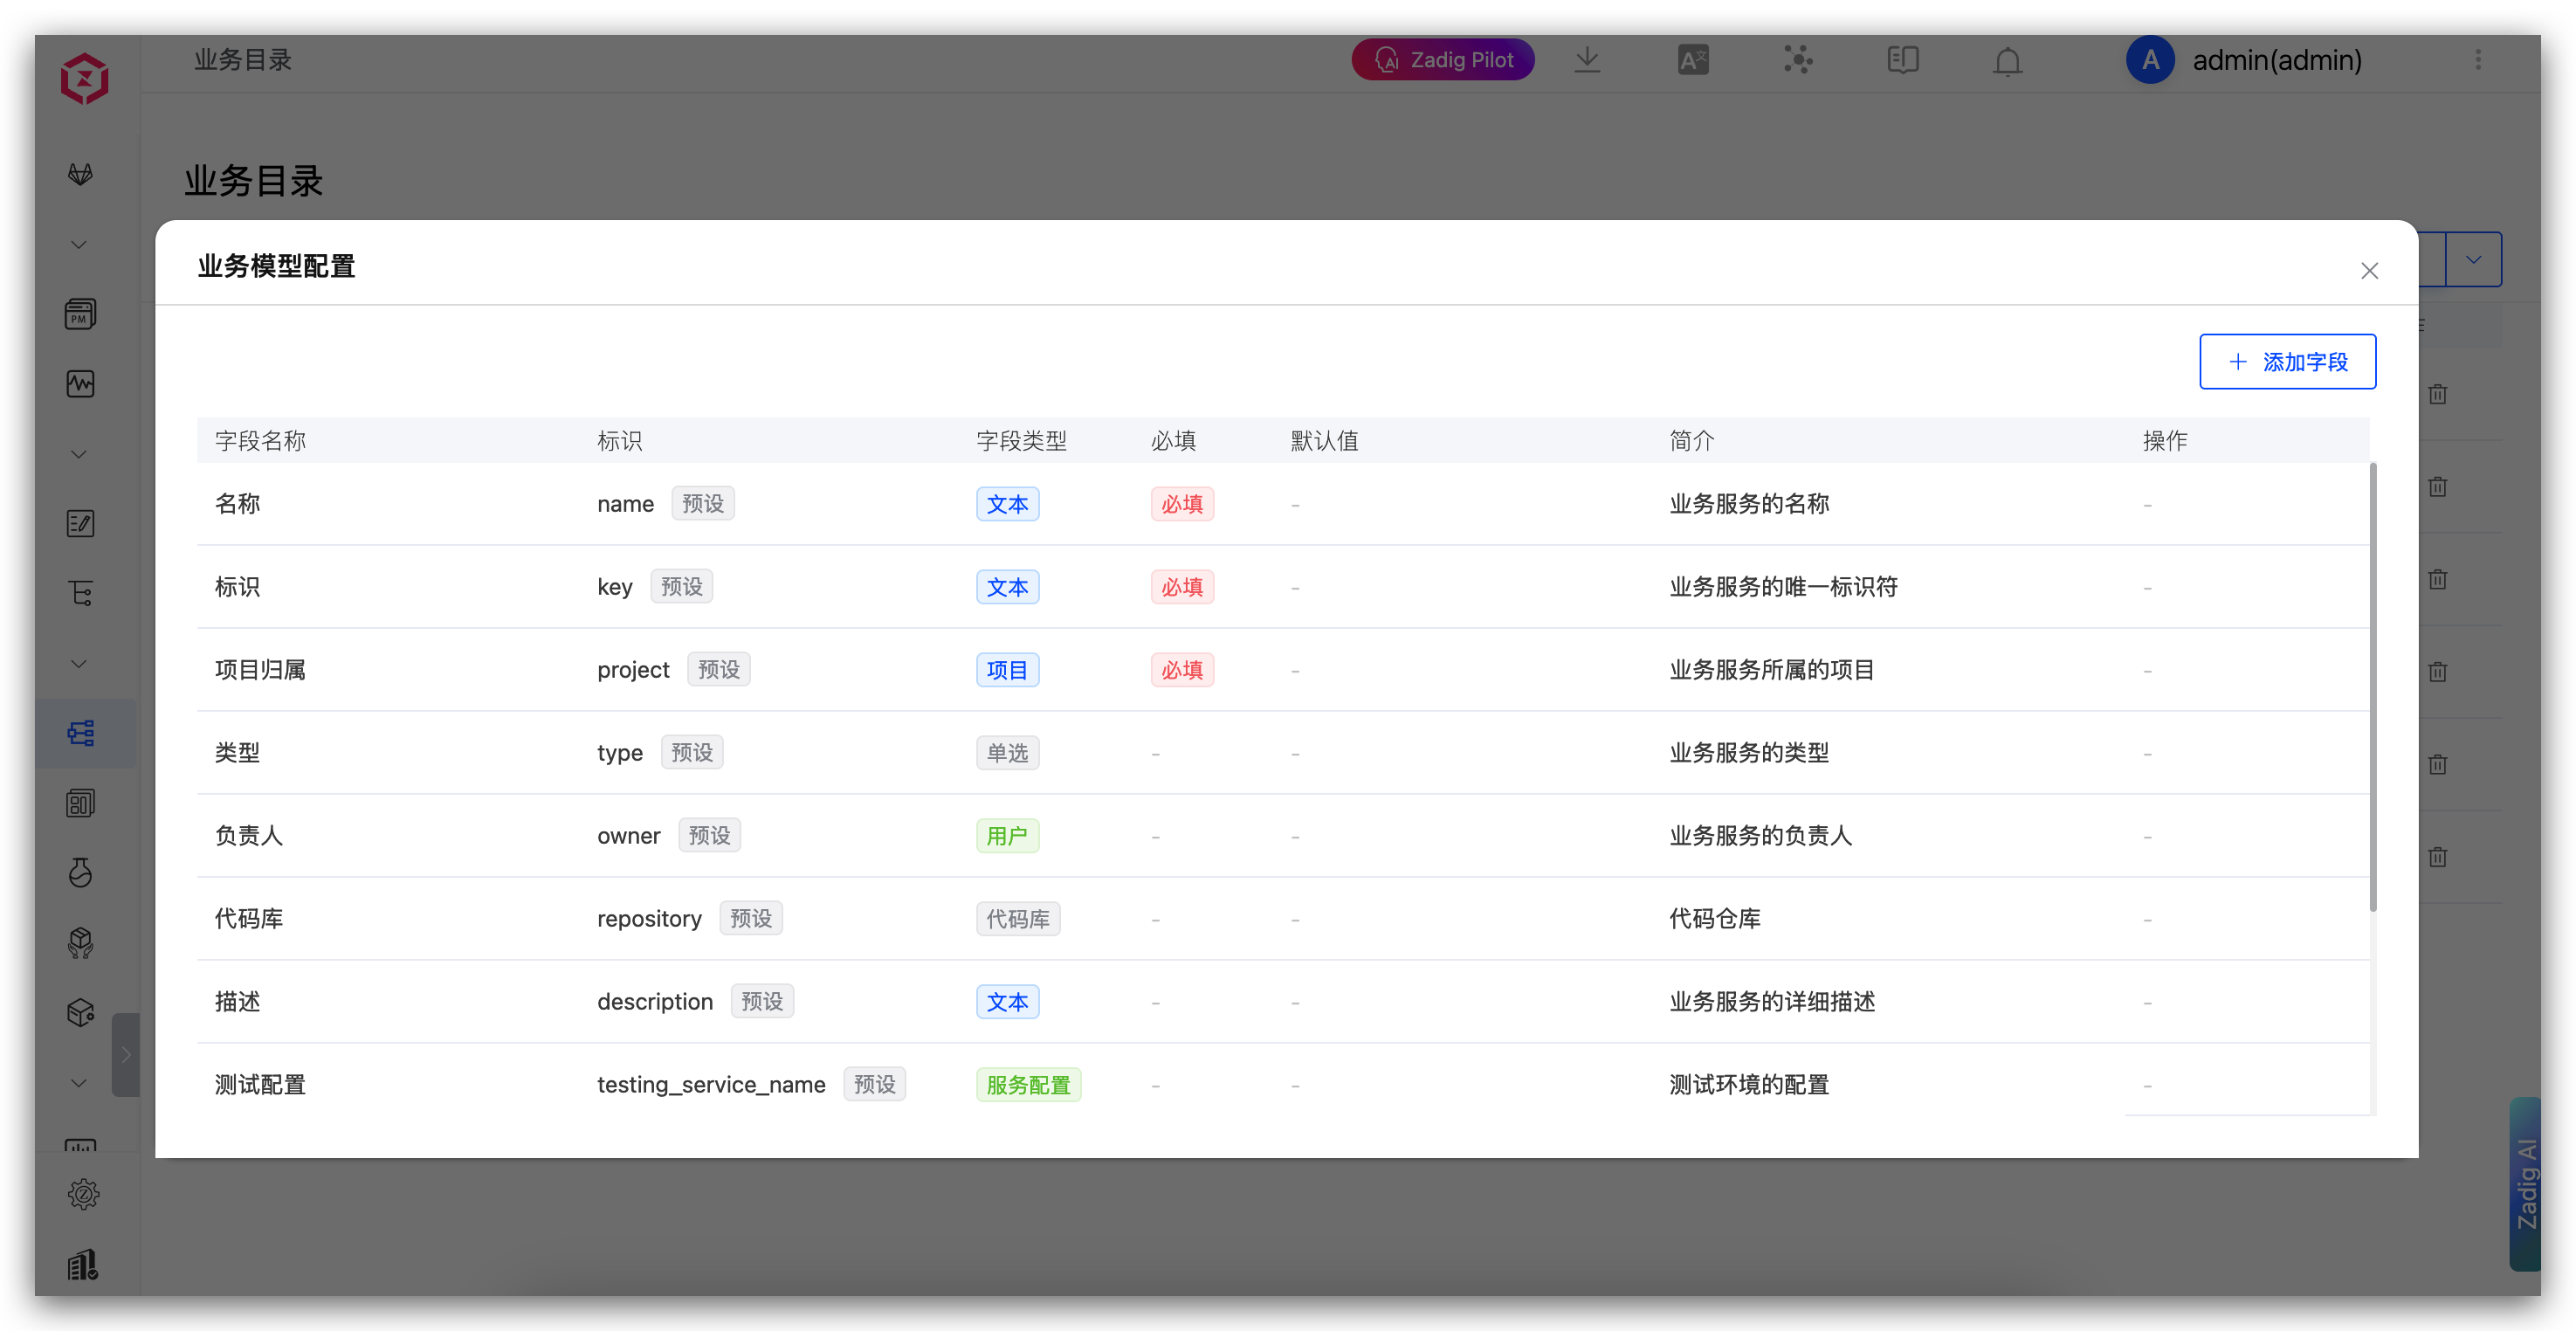 业务目录
Zadig Pilot
A
admin(admin)
业务目录
业务模型配置
PM
添加字段
字段名称 标识 字段类型 必填 默认值 简介 操作
名称 name 预设 文本 必填 - 业务服务的名称 -
标识 key 预设 文本 必填 - 业务服务的唯一标识符 -
项目归属 project 预设 项目 必填 - 业务服务所属的项目 -
类型 type 预设 单选 - - 业务服务的类型 -
负责人 owner 预设 用户 - - 业务服务的负责人 -
代码库 repository 预设 代码库 - - 代码仓库 -
描述 description 预设 文本 - - 业务服务的详细描述 -
测试配置 testing_service_name 预设 服务配置 - - 测试环境的配置 -
Zadig AI